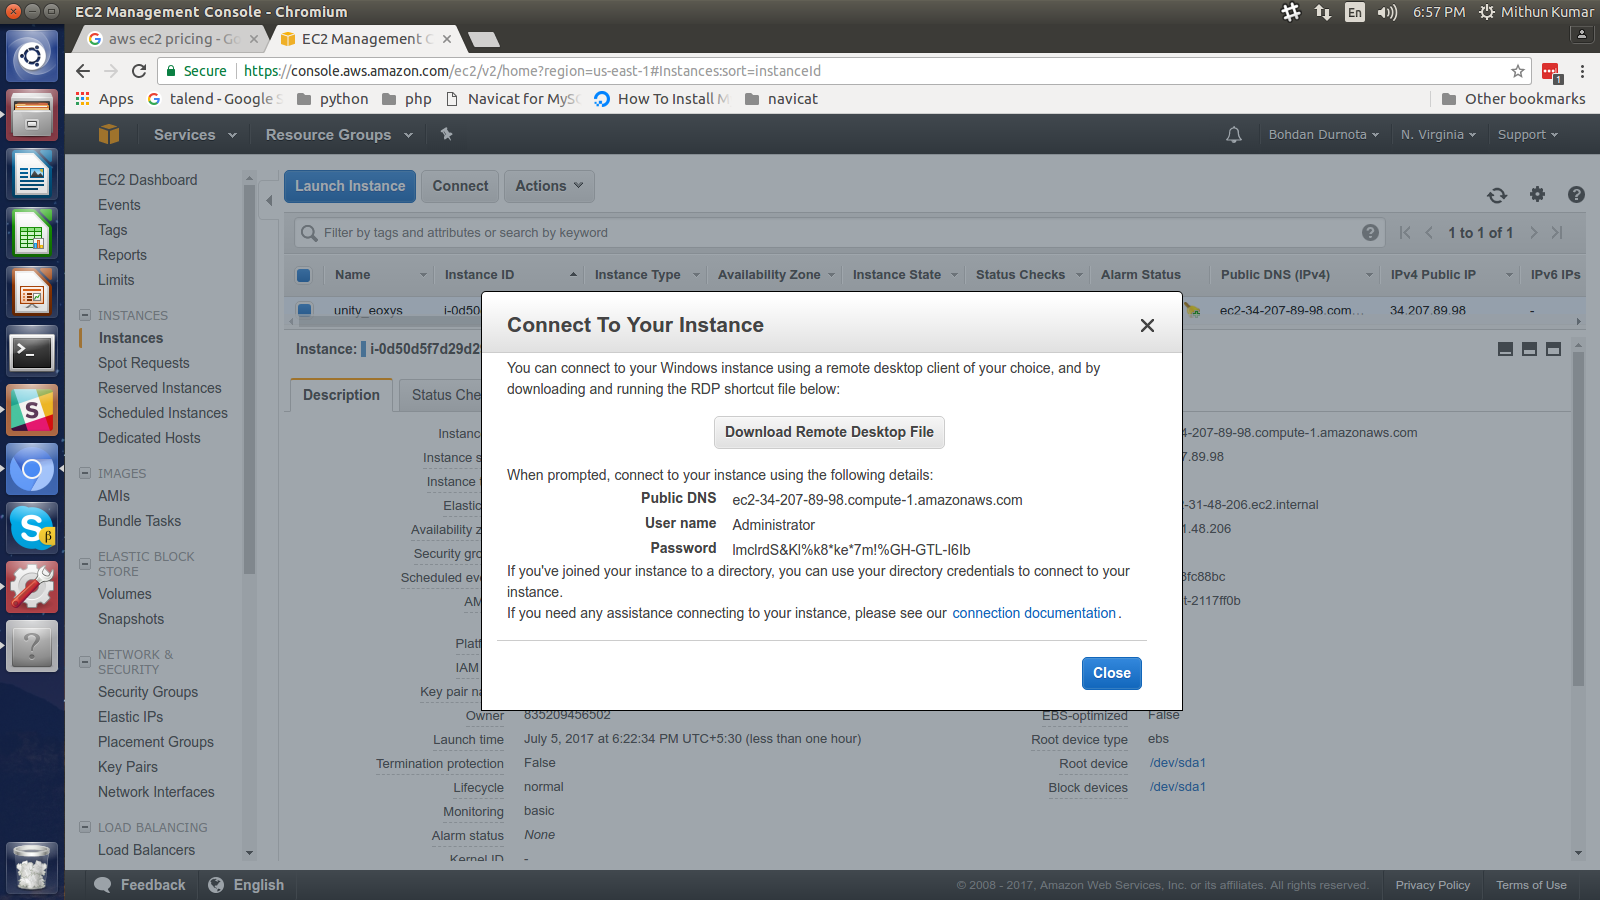 EC2 Management Console - Chromium
En
6:57 PM
Mithun Kumar
aws ec2 pricing - Go
EC2 Management C
Secure
https://console.aws.amazon.com/ec2/v2/home?region=us-east-1#Instances:sort=instanceId
Apps
talend - Google S
python
php
Navicat for MyS
How To Install M
navicat
Other bookmarks
Services
Resource Groups
Bohdan Durnota
N. Virginia
Support
EC2 Dashboard
Events
Tags
Reports
Limits
INSTANCES
Instances
Spot Requests
Reserved Instances
Scheduled Instances
Dedicated Hosts
IMAGES
AMIs
Bundle Tasks
ELASTIC BLOCK
STORE
Volumes
Snapshots
NETWORK &
SECURITY
Security Groups
Elastic IPs
Placement Groups
Key Pairs
Network Interfaces
LOAD BALANCING
Load Balancers
Launch Instance
Connect
Actions
Filter by tags and attributes or search by keyword
1 to 1 of 1
Name
Instance ID
Instance Type
Availability Zone
Instance State
Status Checks
Alarm Status
Public DNS (IPv4)
IPv4 Public IP
IPv6 IPs
unity_eoxys
i-0d50
ec2-34-207-89-98.com...
34.207.89.98
-
Instance:
i-0d50d5f7d29d2
Description
Status Che
Instanc
Instance s
Instance t
Elastic
Availability z
Security gro
Scheduled eve
AM
Platf
IAM
Key pair na
4-207-89-98.compute-1.amazonaws.com
7.89.98
-31-48-206.ec2.internal
1.48.206
t-2117ff0b
Connect To Your Instance
You can connect to your Windows instance using a remote desktop client of your choice, and by
downloading and running the RDP shortcut file below:
Download Remote Desktop File
When prompted, connect to your instance using the following details:
Public DNS ec2-34-207-89-98.compute-1.amazonaws.com
User name Administrator
Password
If you've joined your instance to a directory, you can use your directory credentials to connect to your
instance.
If you need any assistance connecting to your instance, please see our connection documentation.
Close
Owner 835209456502
Launch time July 5, 2017 at 6:22:34 PM UTC+5:30 (less than one hour)
Termination protection False
Lifecycle normal
Monitoring basic
Alarm status None
Kernel ID -
EBS-optimized False
Root device type ebs
Root device /dev/sda1
Block devices /dev/sda1
Feedback
English
© 2008 - 2017, Amazon Web Services, Inc. or its affiliates. All rights reserved.
Privacy Policy
Terms of Use